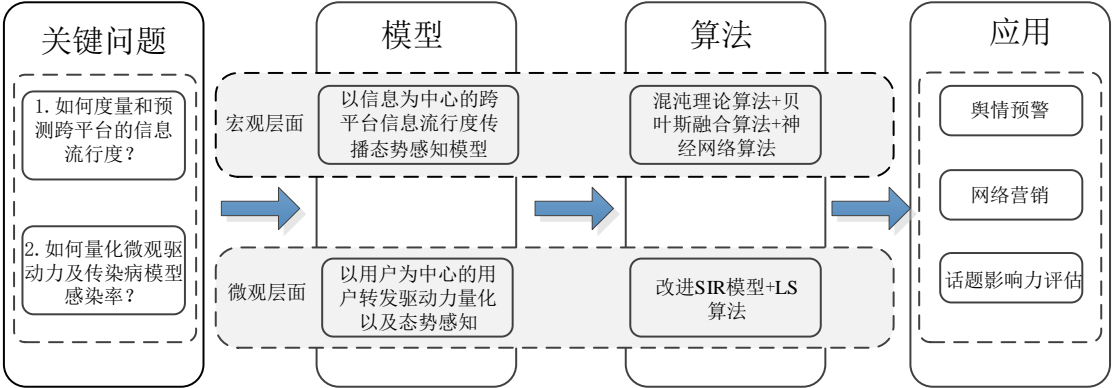 关键问题
模型
算法
应用
1.如何度量和预
测跨平台的信息
流行度?
2.如何量化微观驱
动力及传染病模型
感染率?
宏观层面
以信息为中心的跨
平台信息流行度传
播态势感知模型
混沌理论算法+贝
叶斯融合算法+神
经网络算法
微观层面
以用户为中心的用
户转发驱动力量化
以及态势感知
改进SIR模型+LS
算法
舆情预警
网络营销
话题影响力评估